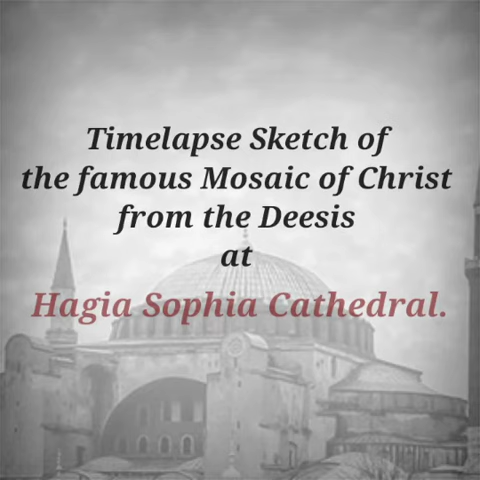 Timelapse Sketch of
the famous Mosaic of Christ
from the Deesis
at
Hagia Sophia Cathedral.